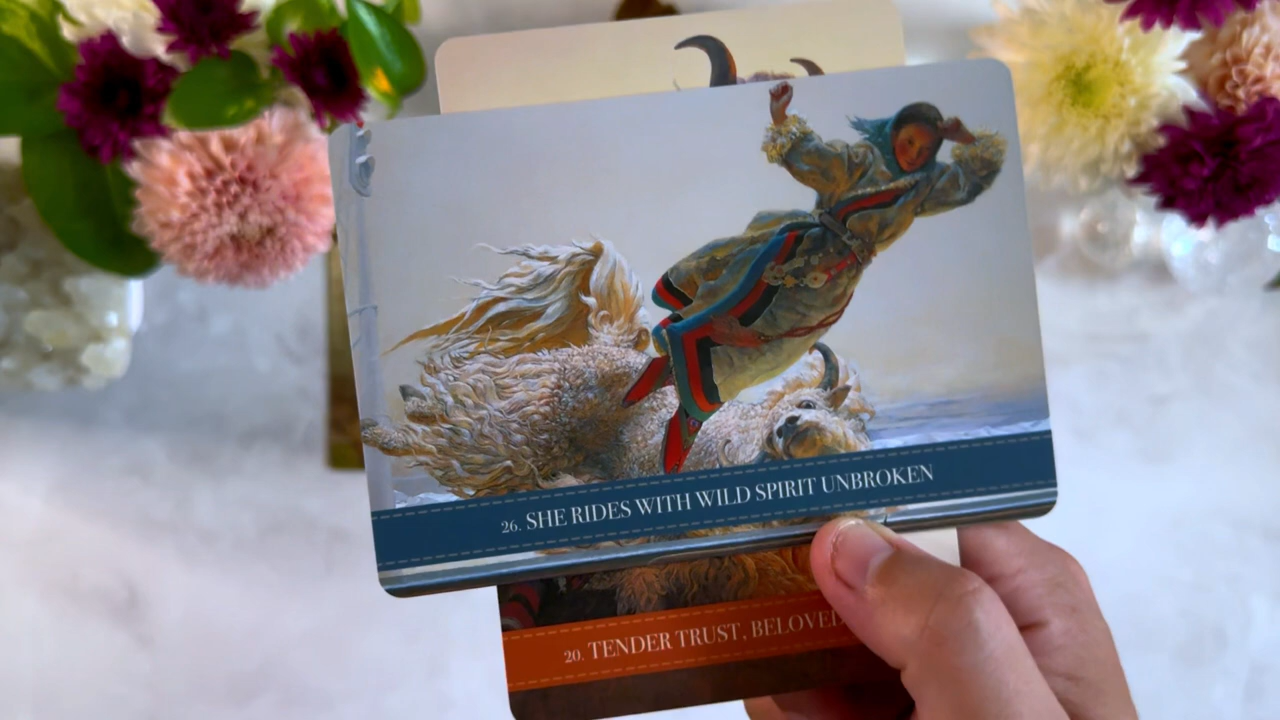 26. SHE RIDES WITH WILD SPIRIT UNBROKEN
20. TENDER TRUST, BELOVED